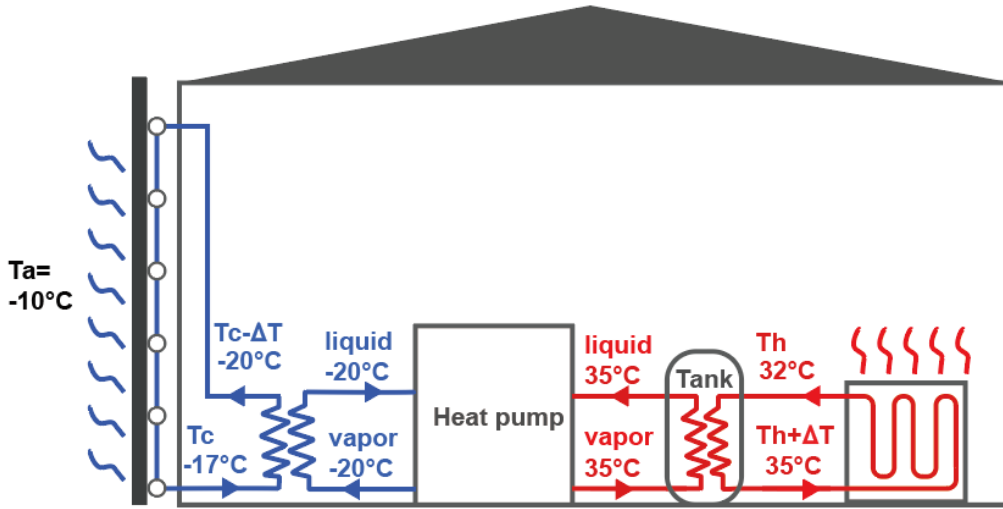 Ta=
-10°C
Tc-ΔT
-20°C
liquid
-20°C
Tc
-17°C
vapor
-20°C
Heat pump
liquid
35°C
vapor
35°C
Tank
Th
32°C
Th+ΔT
35°C